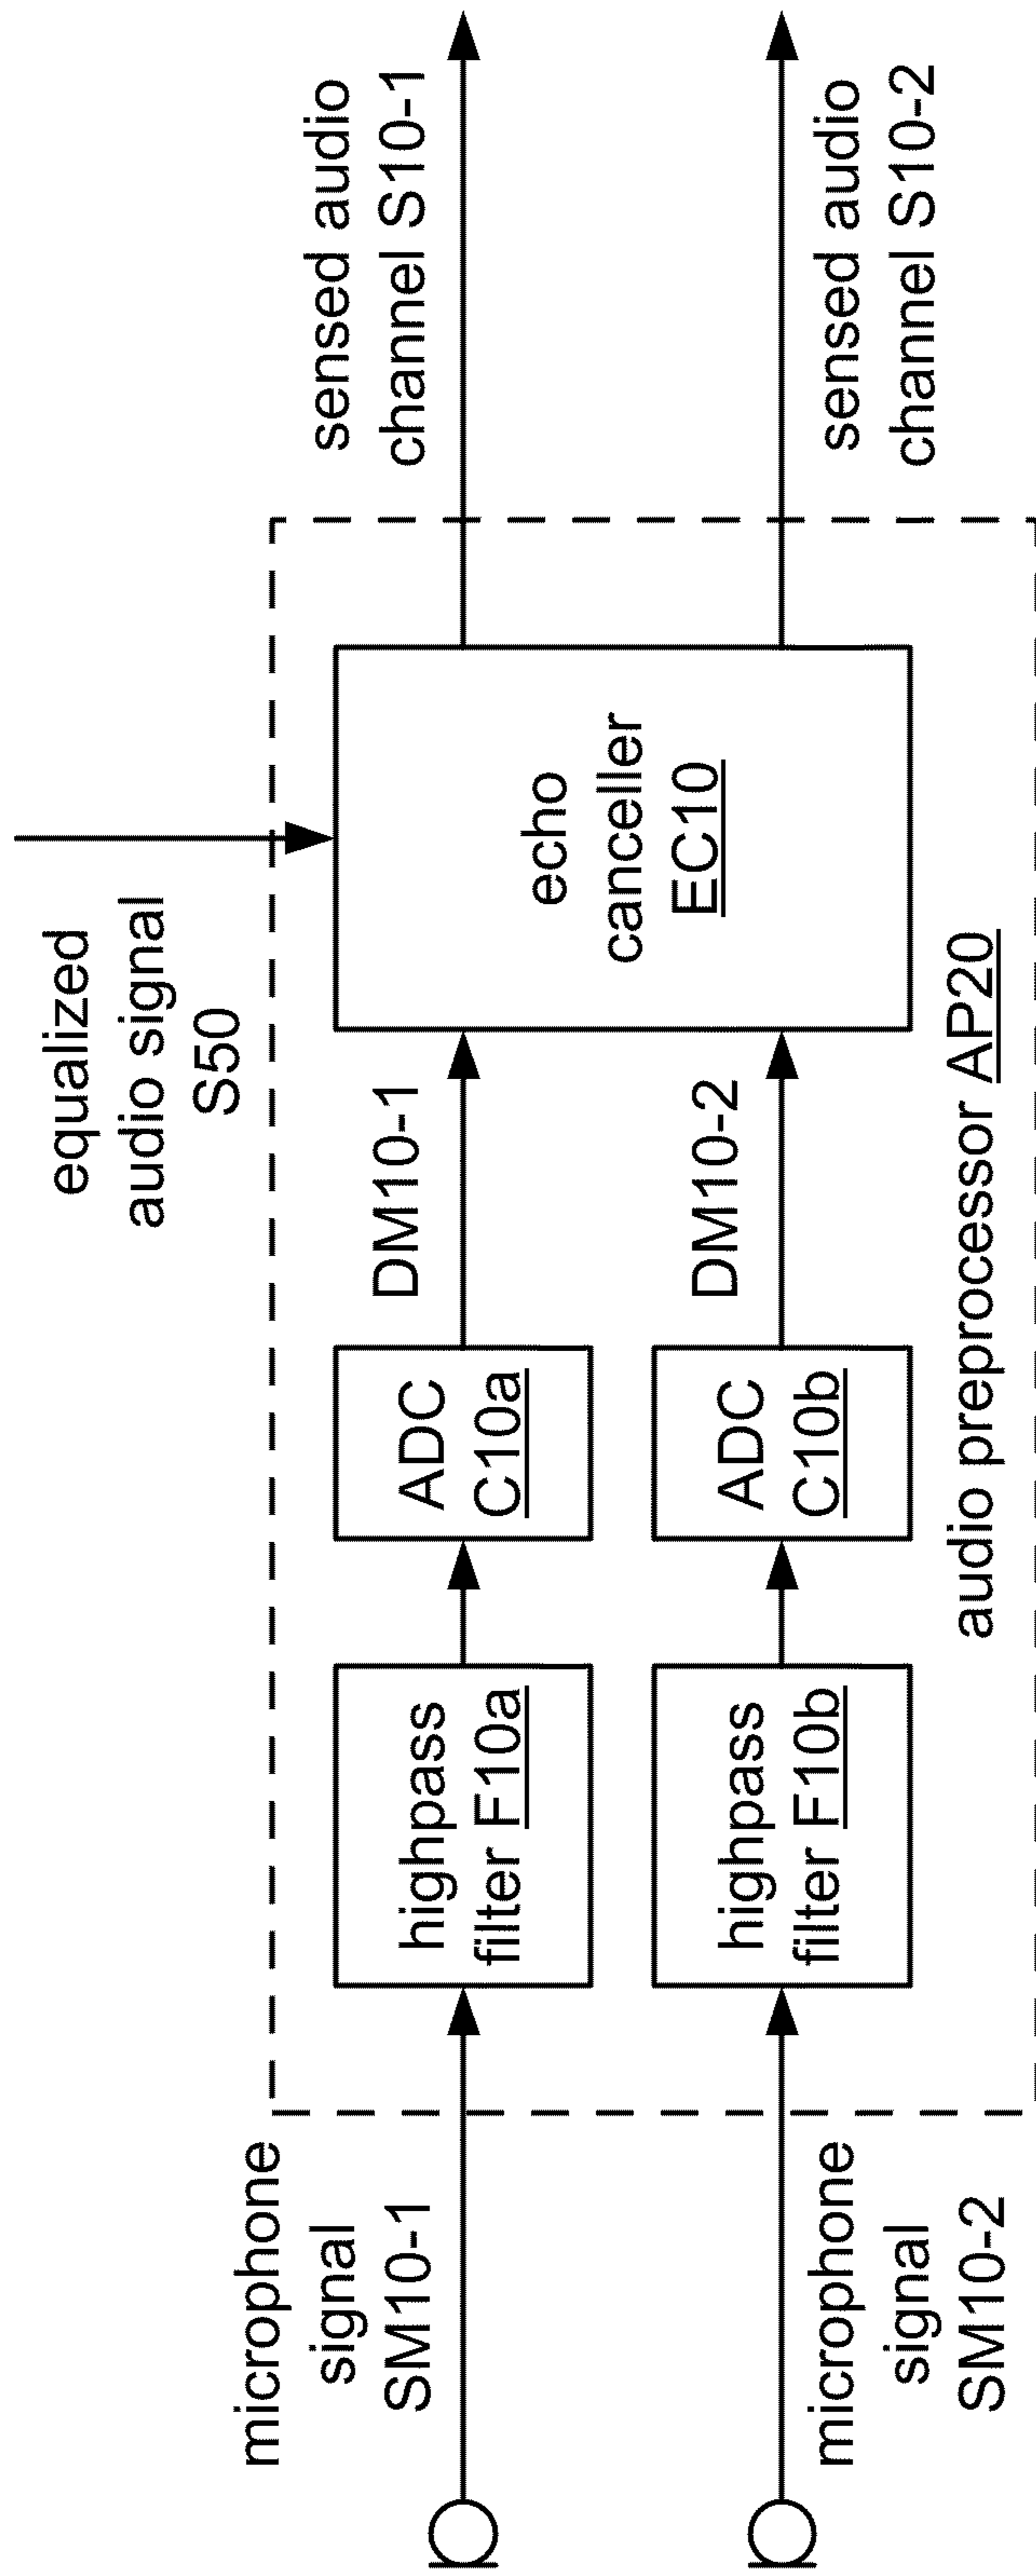 microphone
signal
SM10-1
microphone
signal
SM10-2
highpass
filter F10a
highpass
filter F10b
ADC
C10a
ADC
C10b
DM10-1
DM10-2
equalized
audio signal
S50
echo
canceller
EC10
audio preprocessor AP20
sensed audio
channel S10-1
sensed audio
channel S10-2